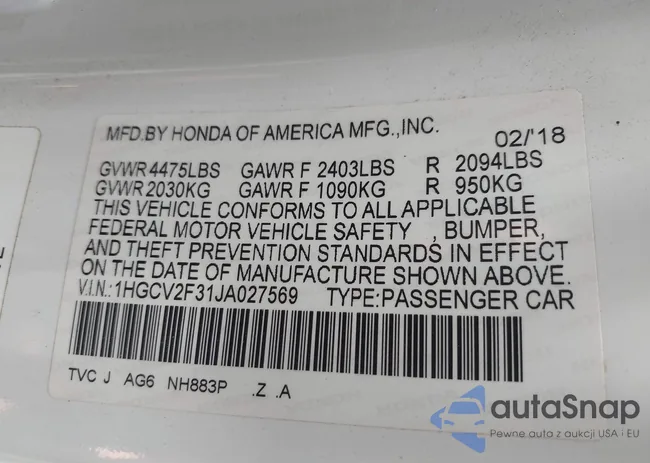 MFD.BY HONDA OF AMERICA MFG.,INC. 02/'18
GVWR 4475LBS GAWR F 2403LBS R 2094LBS
GVWR 2030KG GAWR F 1090KG R 950KG
THIS VEHICLE CONFORMS TO ALL APPLICABLE
FEDERAL MOTOR VEHICLE SAFETY , BUMPER,
AND THEFT PREVENTION STANDARDS IN EFFECT
ON THE DATE OF MANUFACTURE SHOWN ABOVE.
V.I.N.:1HGCV2F31JA027569 TYPE:PASSENGER CAR
TVC J AG6 NH883P .Z .A
autaSnap
Pewne auta z aukcji USA i EU